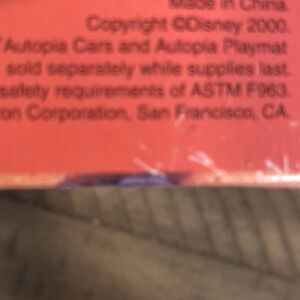 Made in China.
Copyright ©Disney 2000.
Autopia Cars and Autopia Playmat
sold separately while supplies last.
safety requirements of ASTM F963.
Corporation, San Francisco, CA.